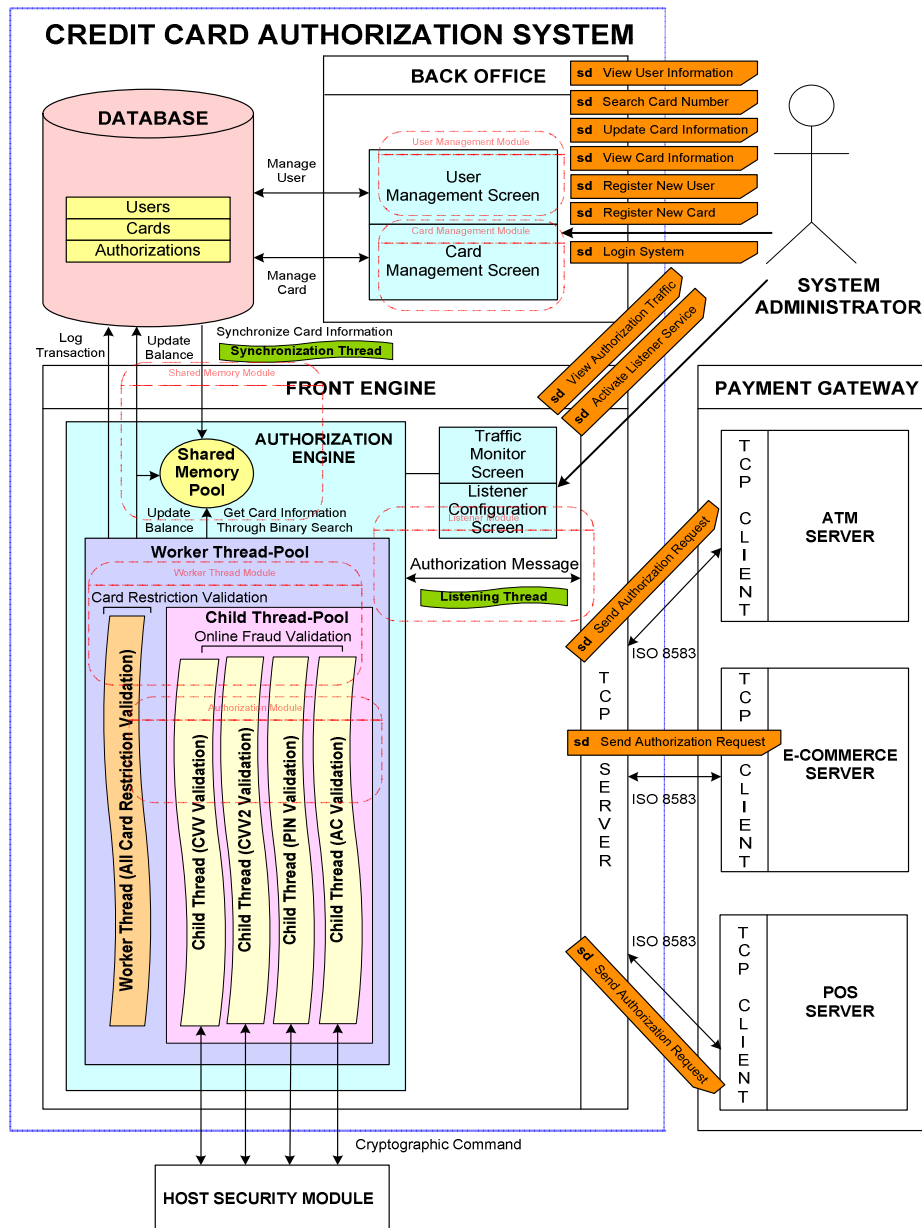 CREDIT CARD AUTHORIZATION SYSTEM
BACK OFFICE
sd View User Information
sd Search Card Number
sd Update Card Information
sd View Card Information
sd Register New User
sd Register New Card
sd Login System
SYSTEM
ADMINISTRATOR
DATABASE
Users
Cards
Authorizations
Manage
User
Manage
Card
User Management Module
User
Management Screen
Card Management Module
Card
Management Screen
sd View Authorization Traffic
sd Activate Listener Service
Log
Transaction
Update
Balance
Synchronize Card Information
Synchronization Thread
Shared Memory Module
FRONT ENGINE
AUTHORIZATION
ENGINE
Shared
Memory
Pool
Update
Balance
Get Card Information
Through Binary Search
Traffic
Monitor
Screen
Listener
Configuration
Screen
Listener Module
Authorization Message
Listening Thread
Worker Thread-Pool
Worker Thread Module
Card Restriction Validation
Child Thread-Pool
Online Fraud Validation
Authorization Module
Worker Thread (All Card Restriction Validation)
Child Thread (CVV Validation)
Child Thread (CVV2 Validation)
Child Thread (PIN Validation)
Child Thread (AC Validation)
TCP SERVER
PAYMENT GATEWAY
TCP CLIENT
ATM
SERVER
sd Send Authorization Request
ISO 8583
TCP CLIENT
E-COMMERCE
SERVER
sd Send Authorization Request
ISO 8583
TCP CLIENT
POS
SERVER
ISO 8583
sd Send Authorization Request
Cryptographic Command
HOST SECURITY MODULE